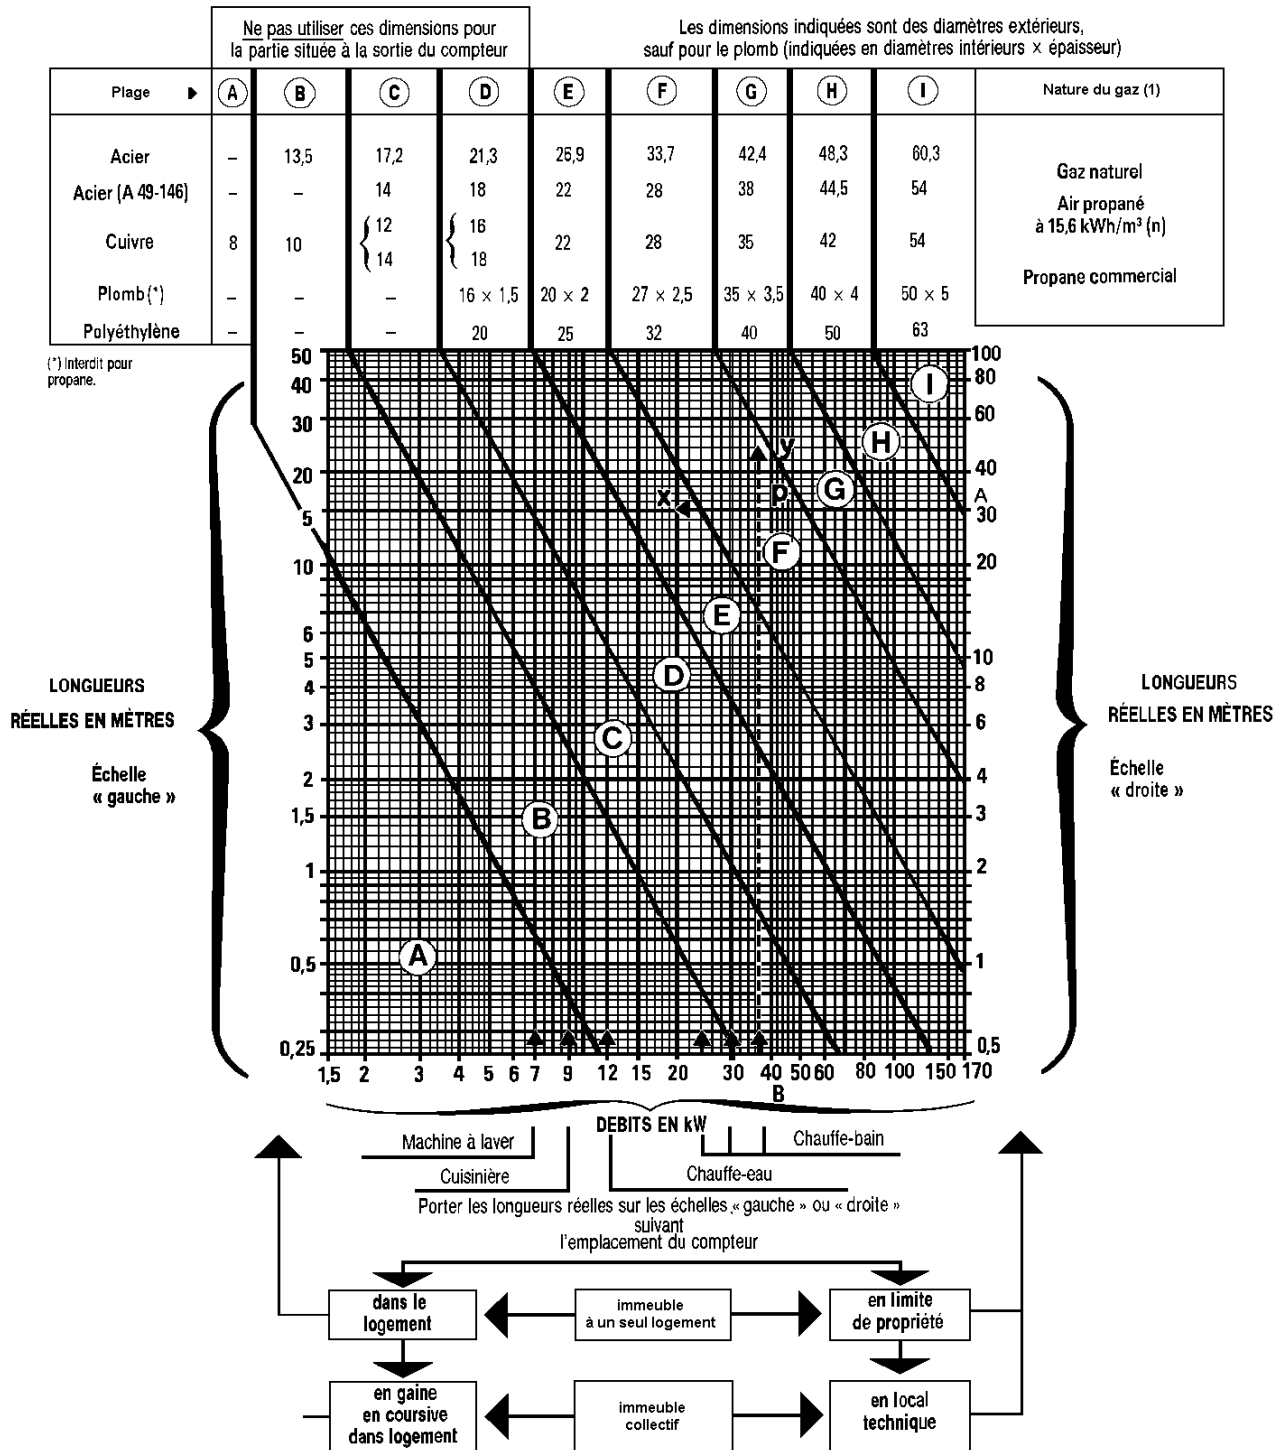 Ne pas utiliser ces dimensions pour
la partie située à la sortie du compteur
Les dimensions indiquées sont des diamètres extérieurs,
sauf pour le plomb (indiquées en diamètres intérieurs × épaisseur)
Plage A B C D E F G H I Nature du gaz (1)
Acier – 13,5 17,2 21,3 26,9 33,7 42,4 48,3 60,3
Acier (A 49-146) – – 14 18 22 28 38 44,5 54
Cuivre 8 10 { 12 14 { 16 18 22 28 35 42 54
Plomb (*) – – – 16 × 1,5 20 × 2 27 × 2,5 35 × 3,5 40 × 4 50 × 5
Polyéthylène – – – 20 25 32 40 50 63
Gaz naturel
Air propané
à 15,6 kWh/m³ (n)
Propane commercial
(*) Interdit pour
propane.
50
40
30
20
5
10
6
5
4
3
2
1,5
1
0,5
0,25
LONGUEURS
RÉELLES EN MÈTRES
Échelle
« gauche »
I
H
y
G
x
p
F
E
D
C
B
A
100
80
60
40
A
30
20
10
8
6
4
3
2
1
0,5
LONGUEURS
RÉELLES EN MÈTRES
Échelle
« droite »
1,5 2 3 4 5 6 7 9 12 15 20 30 40 50 60 80 100 150 170
B
DEBITS EN kW
Machine à laver
Chauffe-bain
Cuisinière
Chauffe-eau
Porter les longueurs réelles sur les échelles « gauche » ou « droite »
suivant
l'emplacement du compteur
dans le
logement
immeuble
à un seul logement
en limite
de propriété
en gaine
en coursive
dans logement
immeuble
collectif
en local
technique